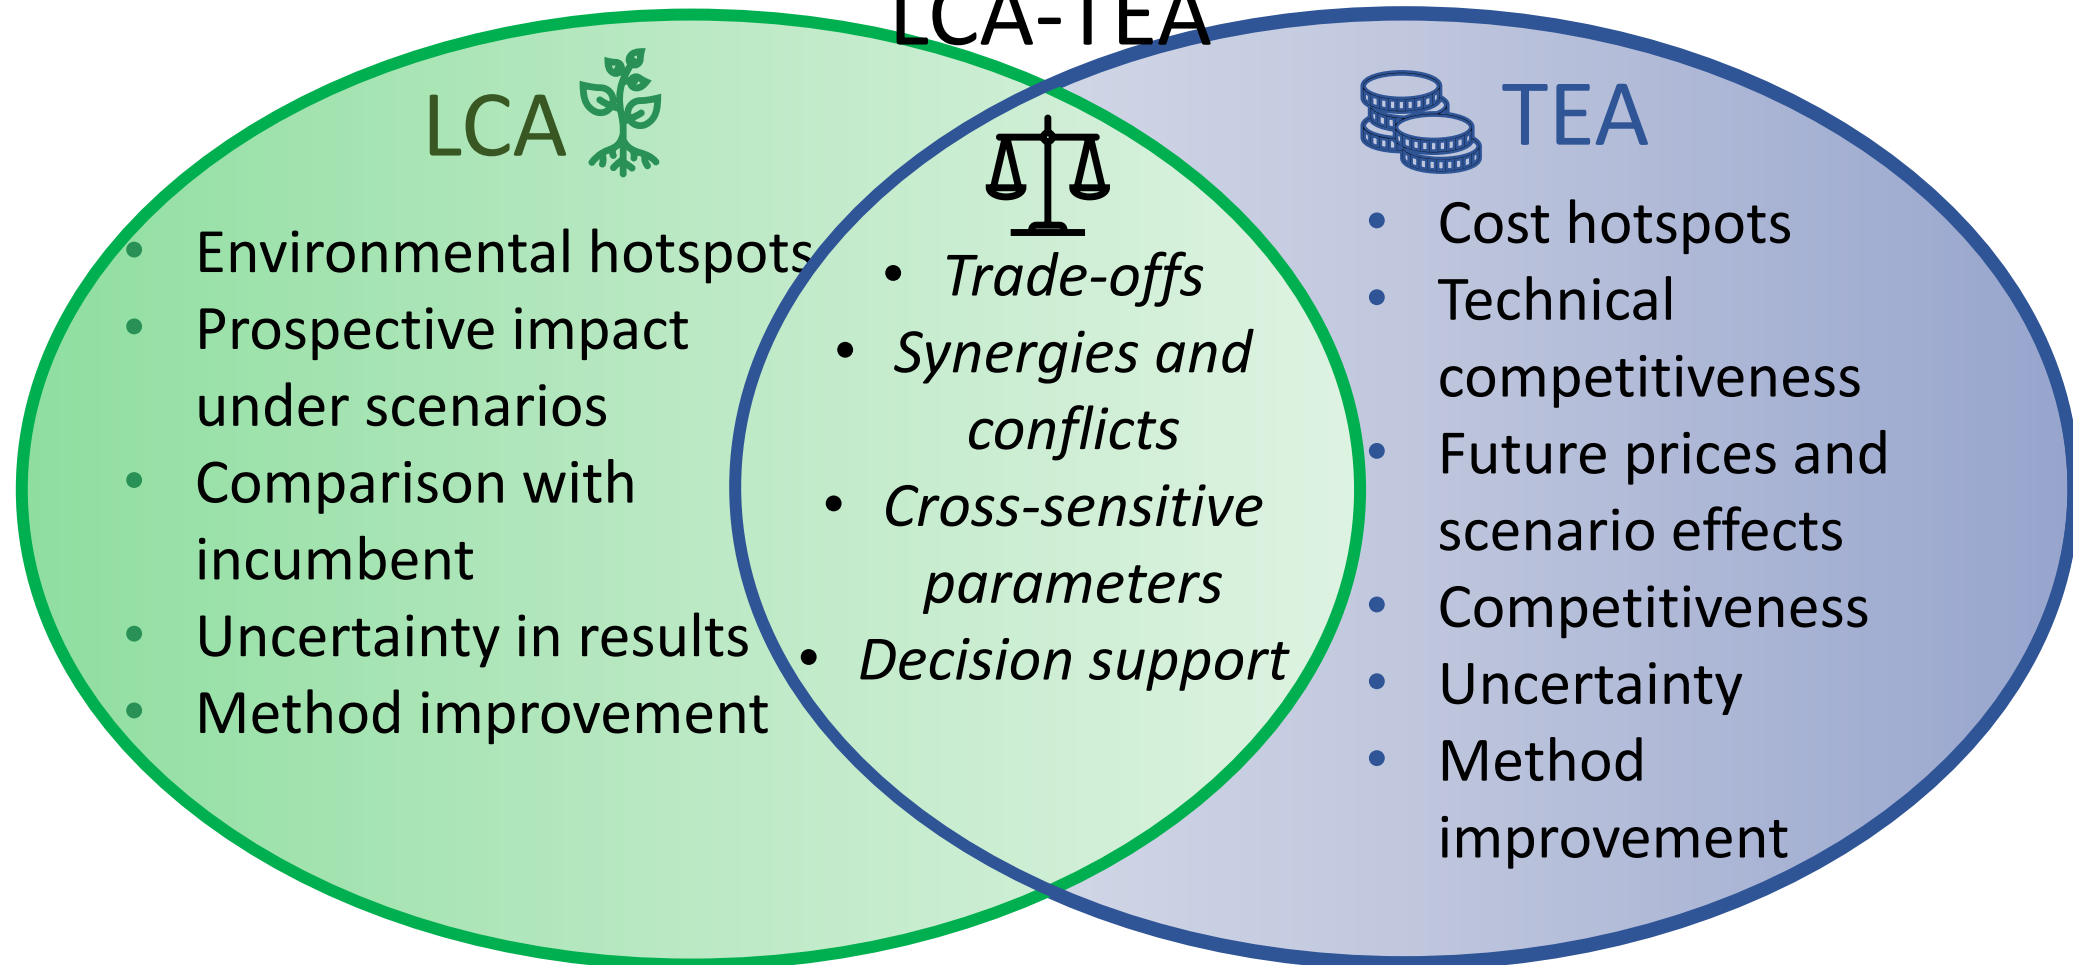 LCA-TEA
LCA
• Environmental hotspots
• Prospective impact
under scenarios
• Comparison with
incumbent
• Uncertainty in results
• Method improvement
• Trade-offs
• Synergies and
conflicts
• Cross-sensitive
parameters
• Decision support
TEA
• Cost hotspots
• Technical
competitiveness
• Future prices and
scenario effects
• Competitiveness
• Uncertainty
• Method
improvement